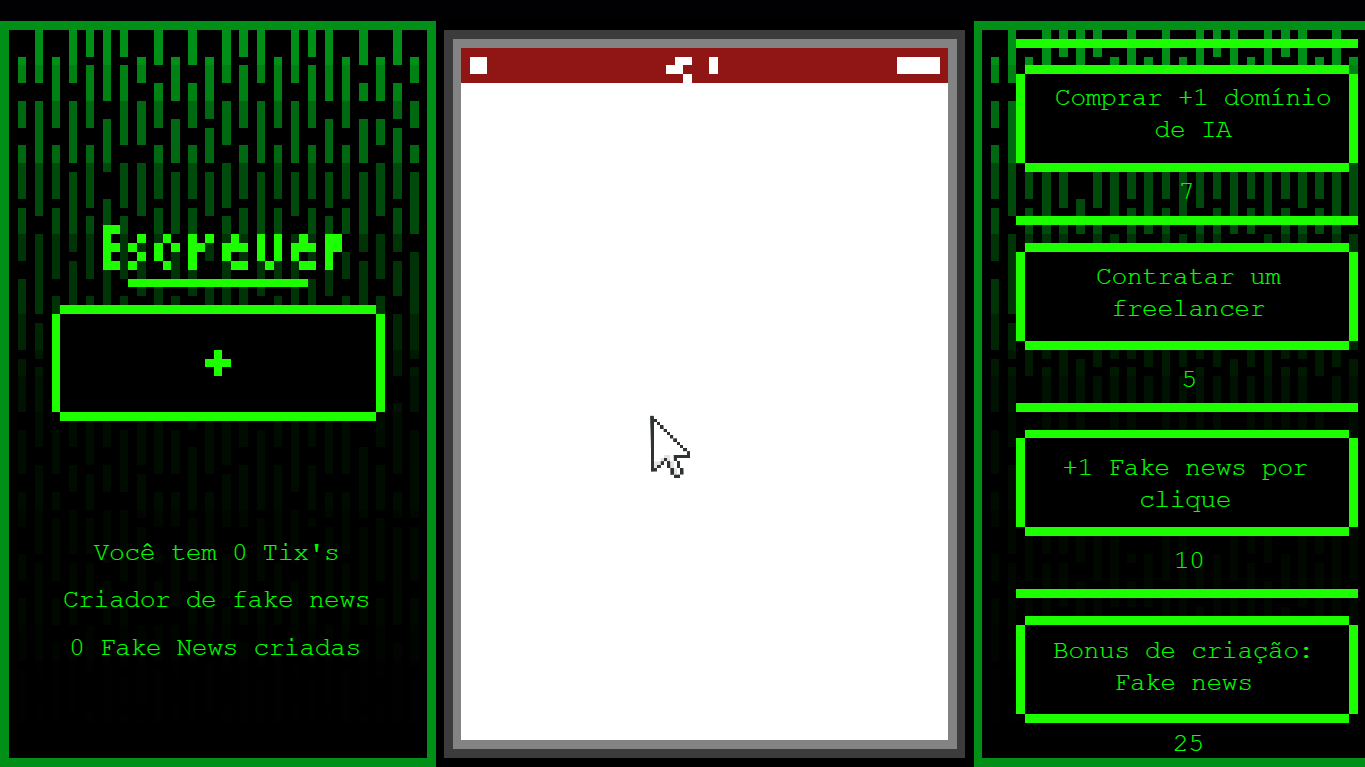 Escrever
+
Você tem 0 Tix's
Criador de fake news
0 Fake News criadas
Comprar +1 domínio
de IA
7
Contratar um
freelancer
5
+1 Fake news por
clique
10
Bonus de criação:
Fake news
25